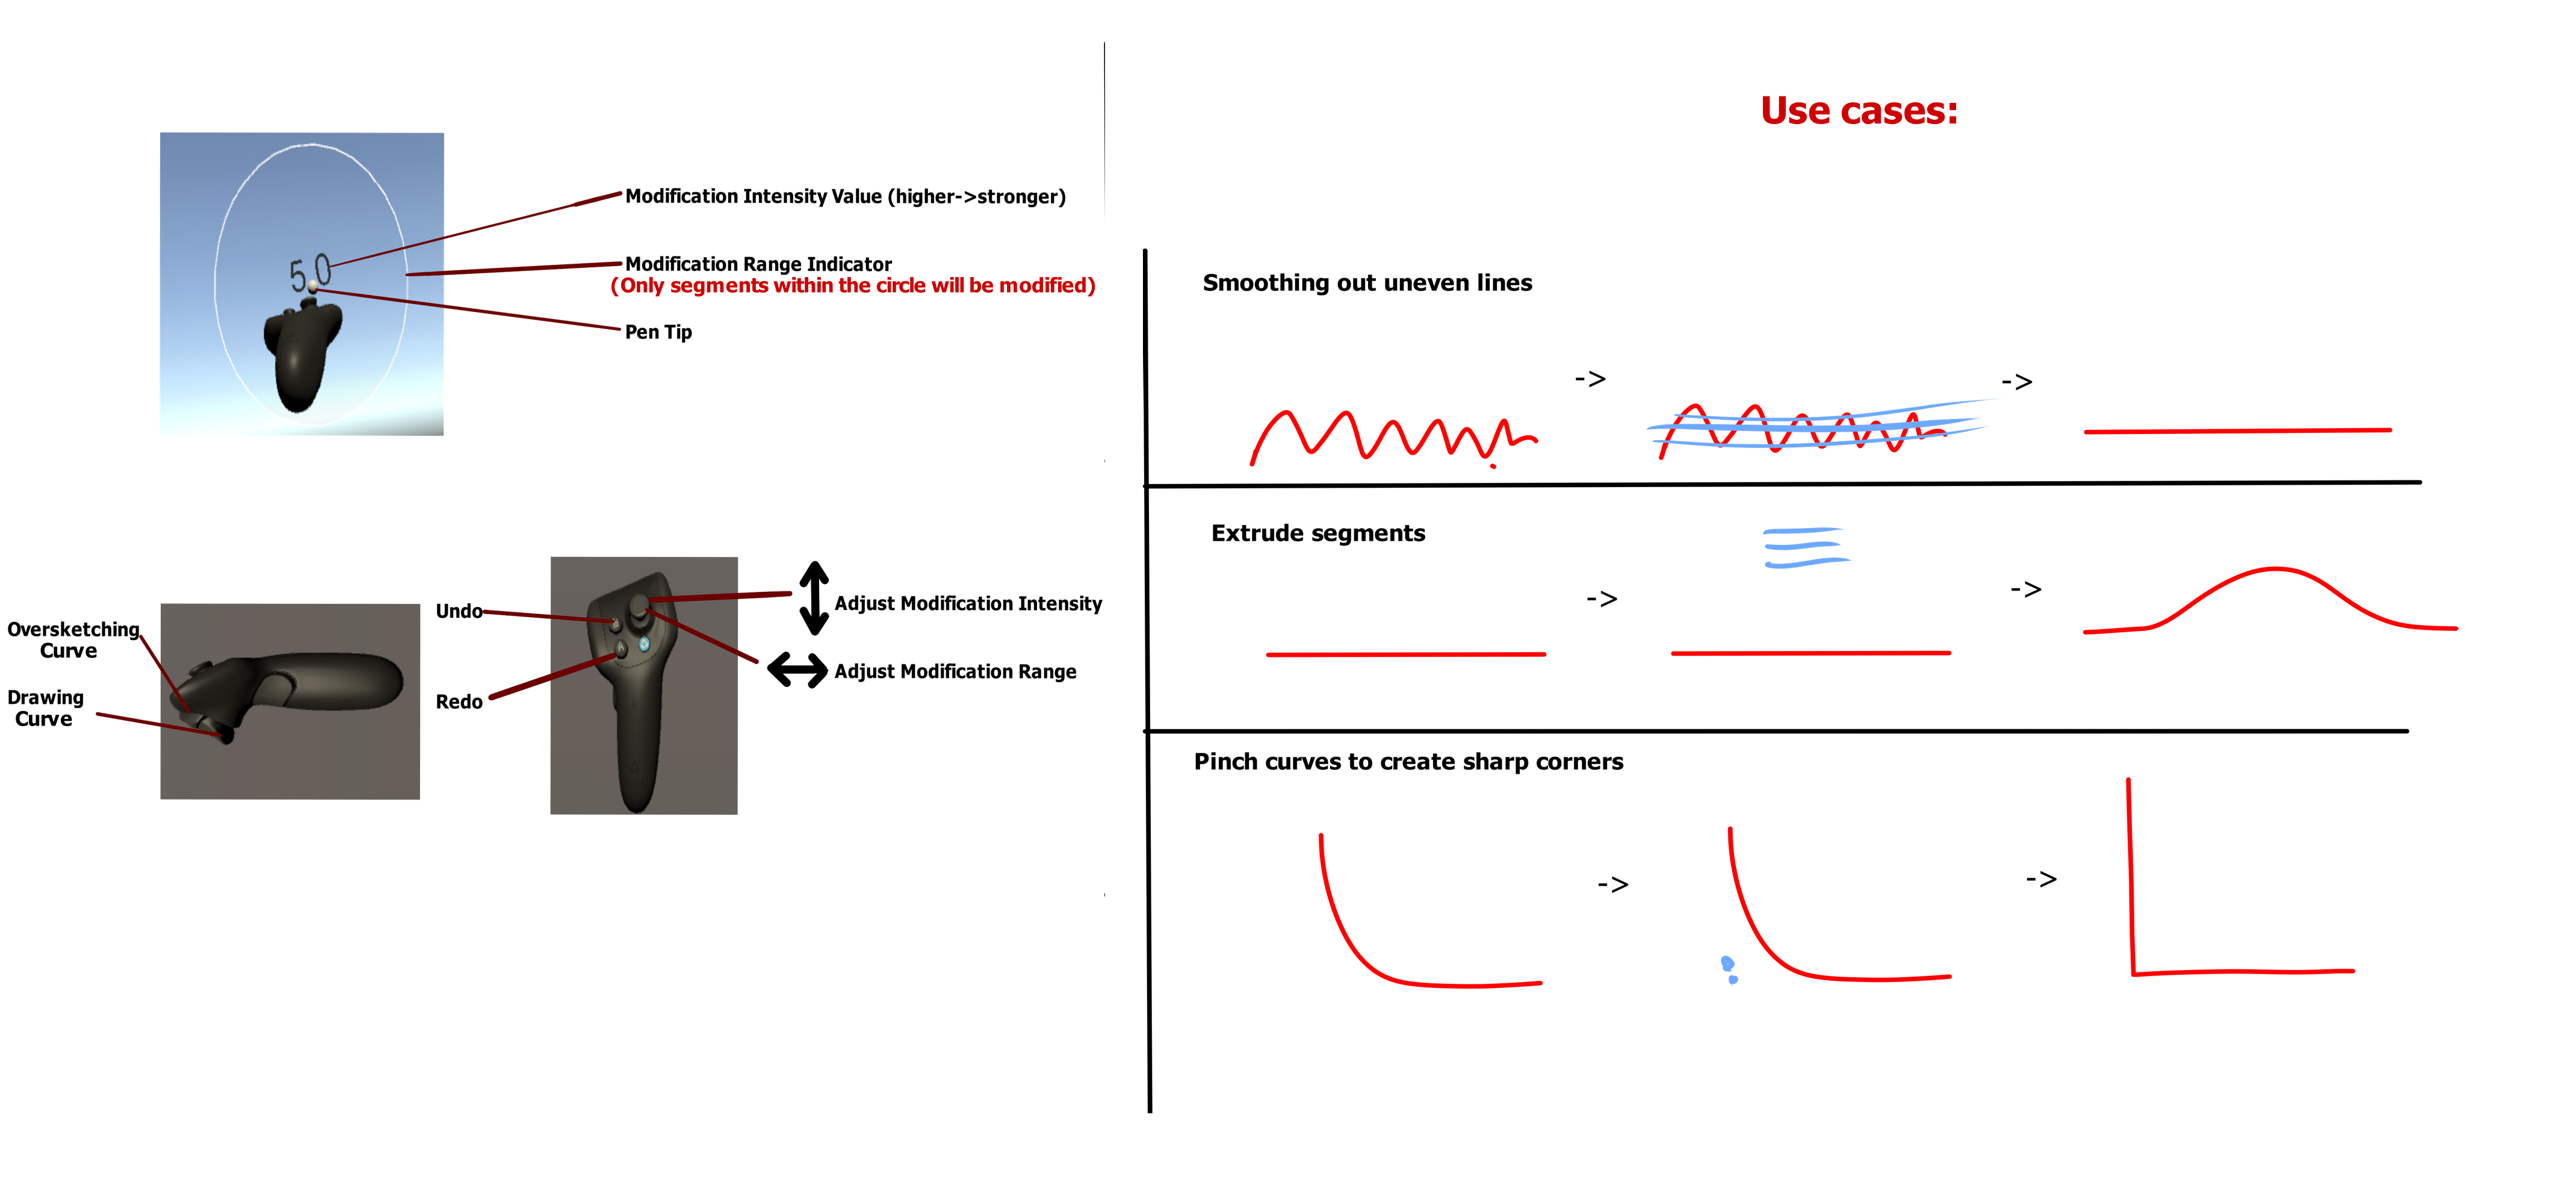 Modification Intensity Value (higher->stronger)
5.0
Modification Range Indicator
(Only segments within the circle will be modified)
Pen Tip
Oversketching
Curve
Drawing
Curve
Undo
Redo
Adjust Modification Intensity
Adjust Modification Range
A
Use cases:
Smoothing out uneven lines
->
->
Extrude segments
->
->
Pinch curves to create sharp corners
->
->